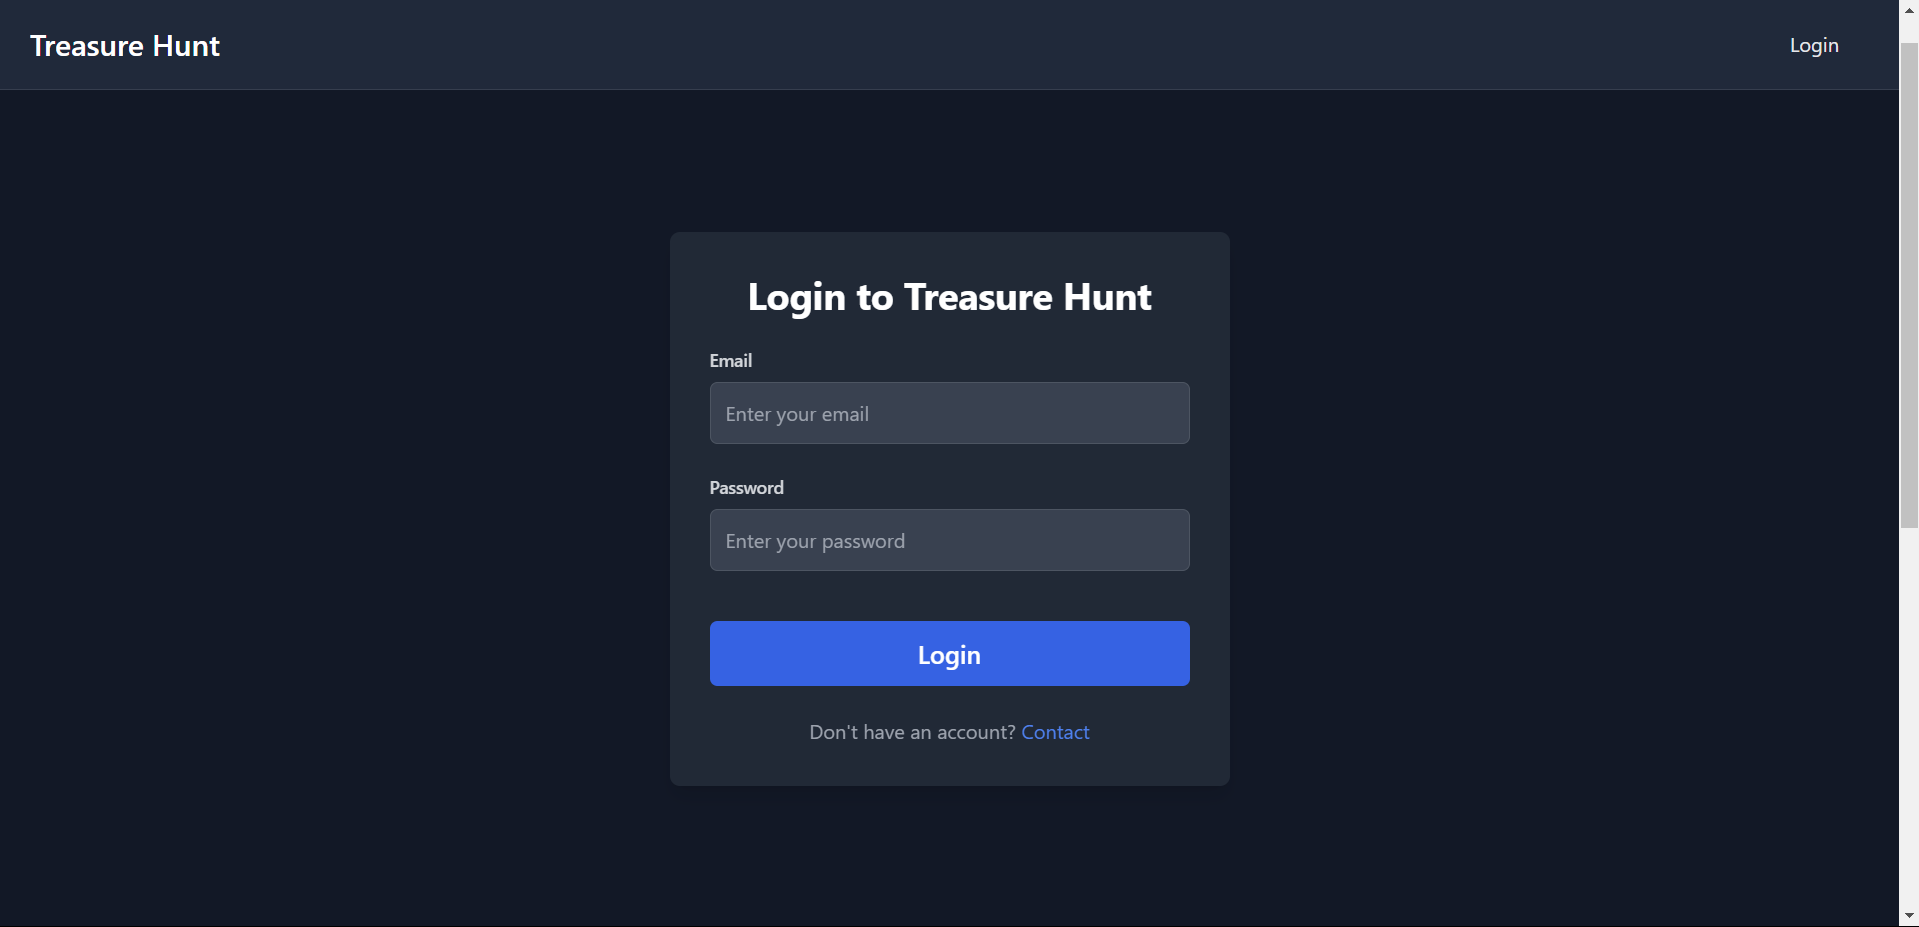 Treasure Hunt
Login
Login to Treasure Hunt
Email
Enter your email
Password
Enter your password
Login
Don't have an account? Contact